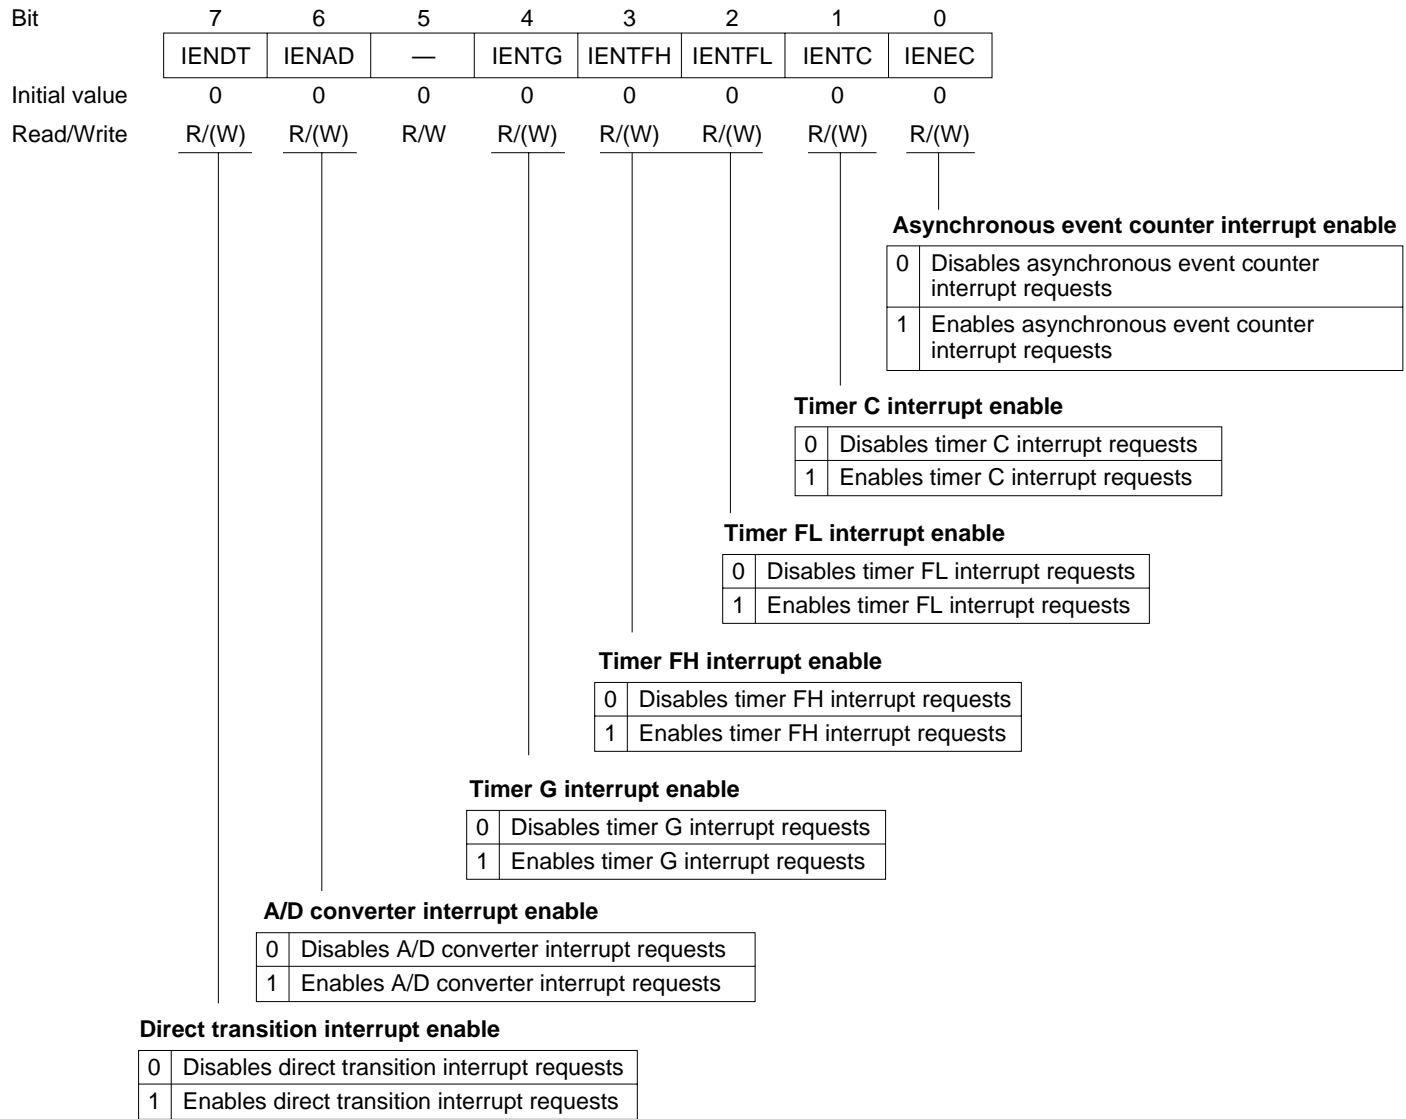 Bit 7 6 5 4 3 2 1 0
IENDT IENAD — IENTG IENTFH IENTFL IENTC IENEC
Initial value 0 0 0 0 0 0 0 0
Read/Write R/(W) R/(W) R/W R/(W) R/(W) R/(W) R/(W) R/(W)
Asynchronous event counter interrupt enable
0 Disables asynchronous event counter
interrupt requests
1 Enables asynchronous event counter
interrupt requests
Timer C interrupt enable
0 Disables timer C interrupt requests
1 Enables timer C interrupt requests
Timer FL interrupt enable
0 Disables timer FL interrupt requests
1 Enables timer FL interrupt requests
Timer FH interrupt enable
0 Disables timer FH interrupt requests
1 Enables timer FH interrupt requests
Timer G interrupt enable
0 Disables timer G interrupt requests
1 Enables timer G interrupt requests
A/D converter interrupt enable
0 Disables A/D converter interrupt requests
1 Enables A/D converter interrupt requests
Direct transition interrupt enable
0 Disables direct transition interrupt requests
1 Enables direct transition interrupt requests